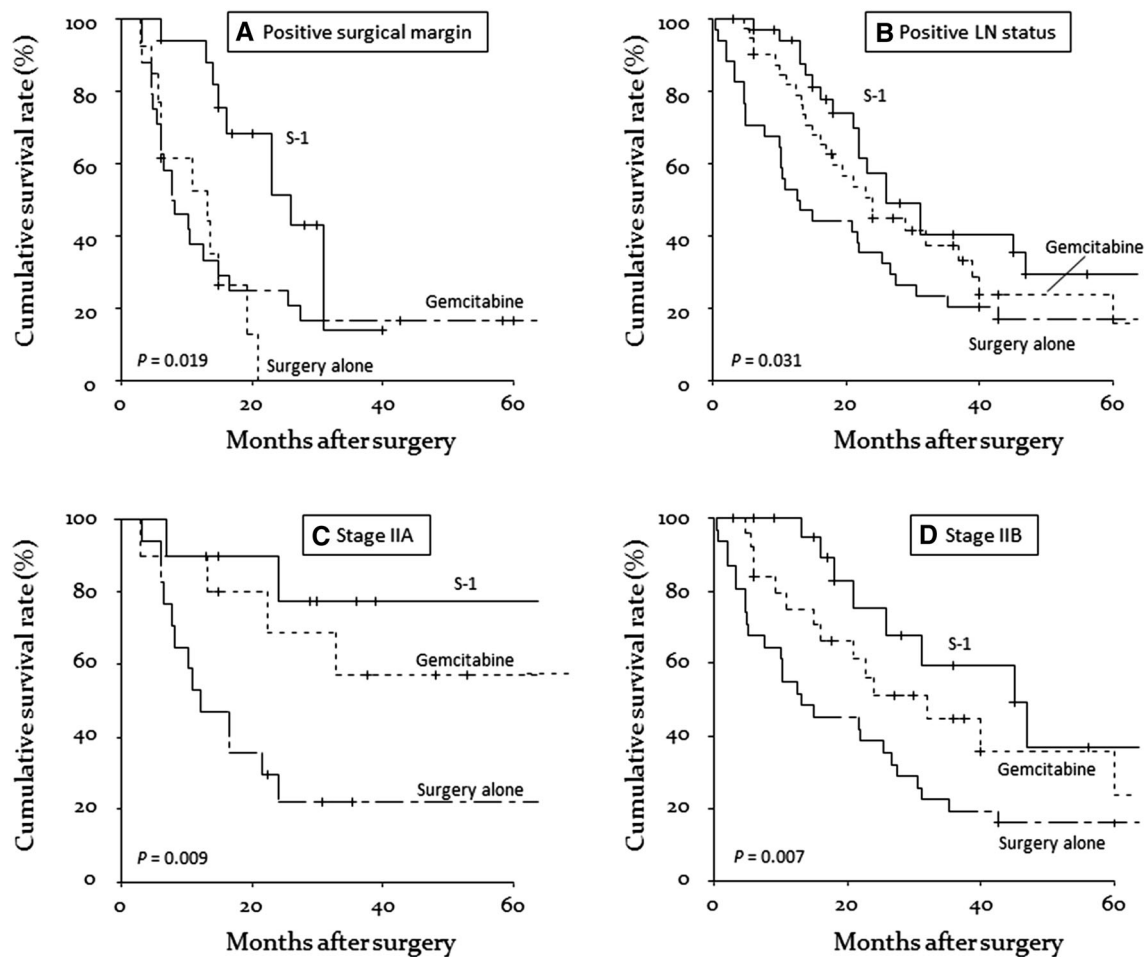 A Positive surgical margin
Cumulative survival rate (%)
100
80
60
40
20
0
S-1
Gemcitabine
Surgery alone
P = 0.019
0 20 40 60
Months after surgery
B Positive LN status
Cumulative survival rate (%)
100
80
60
40
20
0
S-1
Gemcitabine
Surgery alone
P = 0.031
0 20 40 60
Months after surgery
C Stage IIA
Cumulative survival rate (%)
100
80
60
40
20
0
S-1
Gemcitabine
Surgery alone
P = 0.009
0 20 40 60
Months after surgery
D Stage IIB
Cumulative survival rate (%)
100
80
60
40
20
0
S-1
Gemcitabine
Surgery alone
P = 0.007
0 20 40 60
Months after surgery